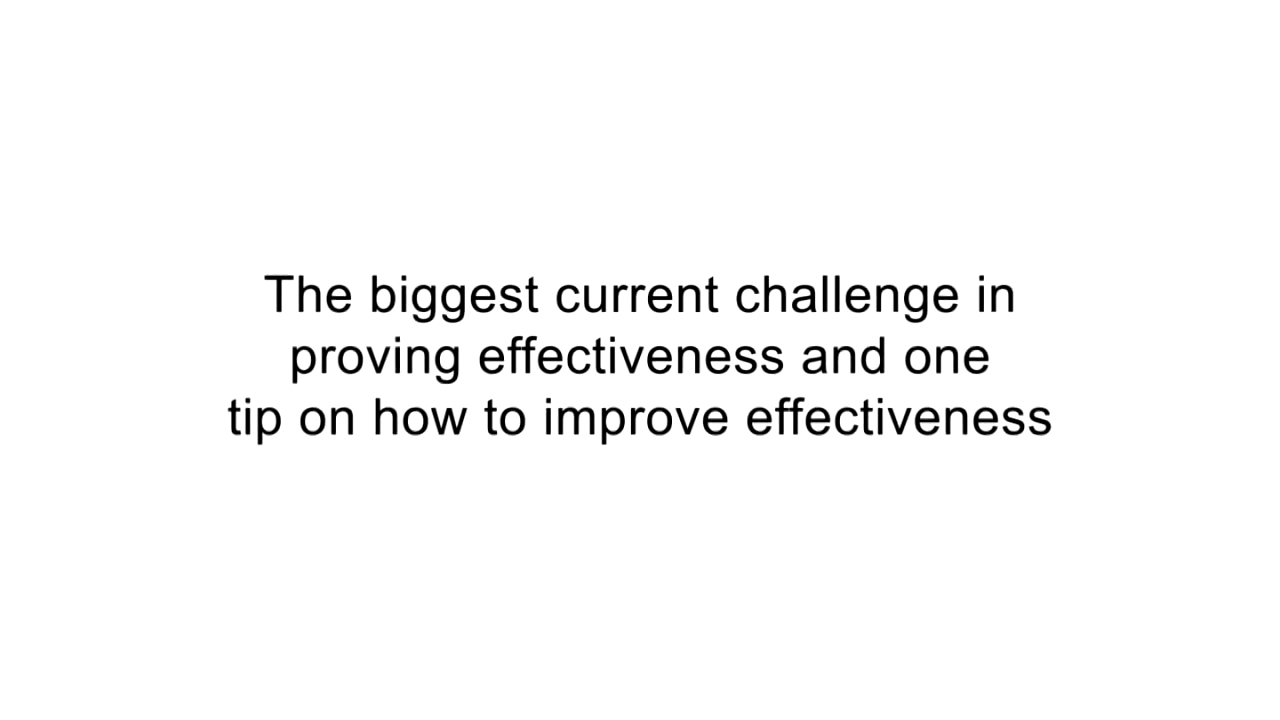 The biggest current challenge in
proving effectiveness and one
tip on how to improve effectiveness